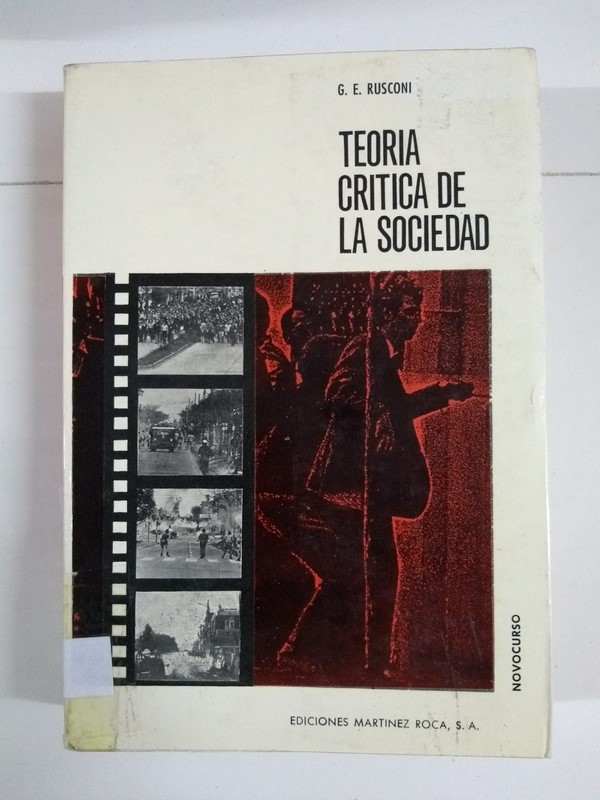 G. E. RUSCONI
TEORIA
CRITICA DE
LA SOCIEDAD
NOVOCURSO
EDICIONES MARTINEZ ROCA, S. A.